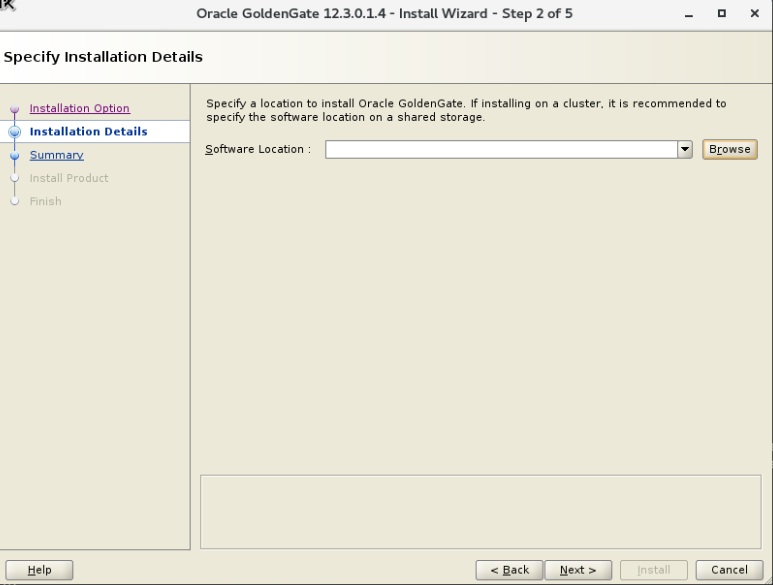 Oracle GoldenGate 12.3.0.1.4 - Install Wizard - Step 2 of 5
Specify Installation Details
Installation Option
Installation Details
Summary
Install Product
Finish
Specify a location to install Oracle GoldenGate. If installing on a cluster, it is recommended to
specify the software location on a shared storage.
Software Location :
Browse
Help
< Back
Next >
Install
Cancel